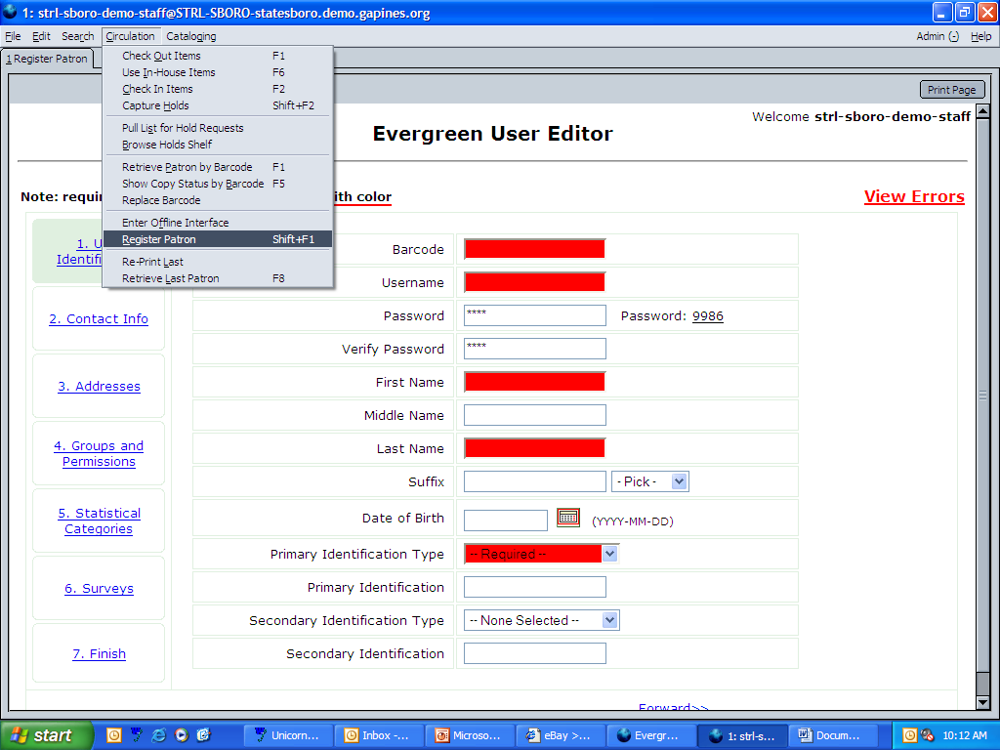 1: strl-sboro-demo-staff@STRL-SBORO-statesboro.demo.gapines.org
File Edit Search Circulation Cataloging Admin (-) Help
1 Register Patron
Check Out Items F1
Use In-House Items F6
Check In Items F2
Capture Holds Shift+F2
Pull List for Hold Requests
Browse Holds Shelf
Retrieve Patron by Barcode F1
Show Copy Status by Barcode F5
Replace Barcode
Enter Offline Interface
Register Patron Shift+F1
Re-Print Last
Retrieve Last Patron F8
Print Page
Welcome strl-sboro-demo-staff
Evergreen User Editor
Note: requir
ith color
View Errors
1. U
Identifi
2. Contact Info
3. Addresses
4. Groups and
Permissions
5. Statistical
Categories
6. Surveys
7. Finish
Barcode
Username
Password **** Password: 9986
Verify Password ****
First Name
Middle Name
Last Name
Suffix - Pick -
Date of Birth (YYYY-MM-DD)
Primary Identification Type -- Required --
Primary Identification
Secondary Identification Type -- None Selected --
Secondary Identification
Forward>>
start Unicorn... Inbox -... Microso... eBay >... Evergr... 1: strl-s... Docum... 10:12 AM